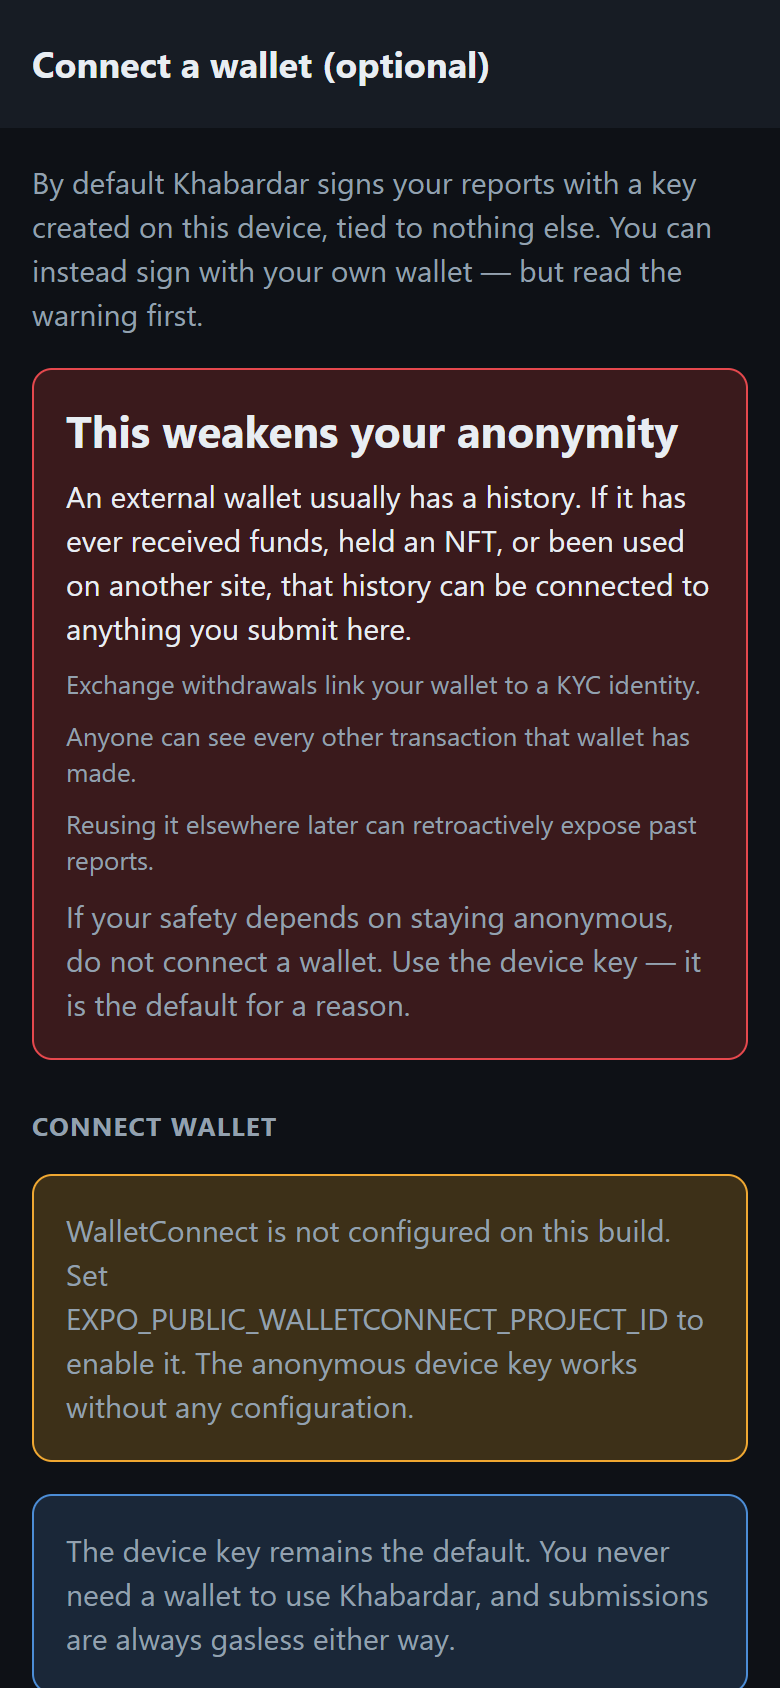 Connect a wallet (optional)
By default Khabardar signs your reports with a key
created on this device, tied to nothing else. You can
instead sign with your own wallet — but read the
warning first.
This weakens your anonymity
An external wallet usually has a history. If it has
ever received funds, held an NFT, or been used
on another site, that history can be connected to
anything you submit here.
Exchange withdrawals link your wallet to a KYC identity.
Anyone can see every other transaction that wallet has
made.
Reusing it elsewhere later can retroactively expose past
reports.
If your safety depends on staying anonymous,
do not connect a wallet. Use the device key — it
is the default for a reason.
CONNECT WALLET
WalletConnect is not configured on this build.
Set
EXPO_PUBLIC_WALLETCONNECT_PROJECT_ID to
enable it. The anonymous device key works
without any configuration.
The device key remains the default. You never
need a wallet to use Khabardar, and submissions
are always gasless either way.